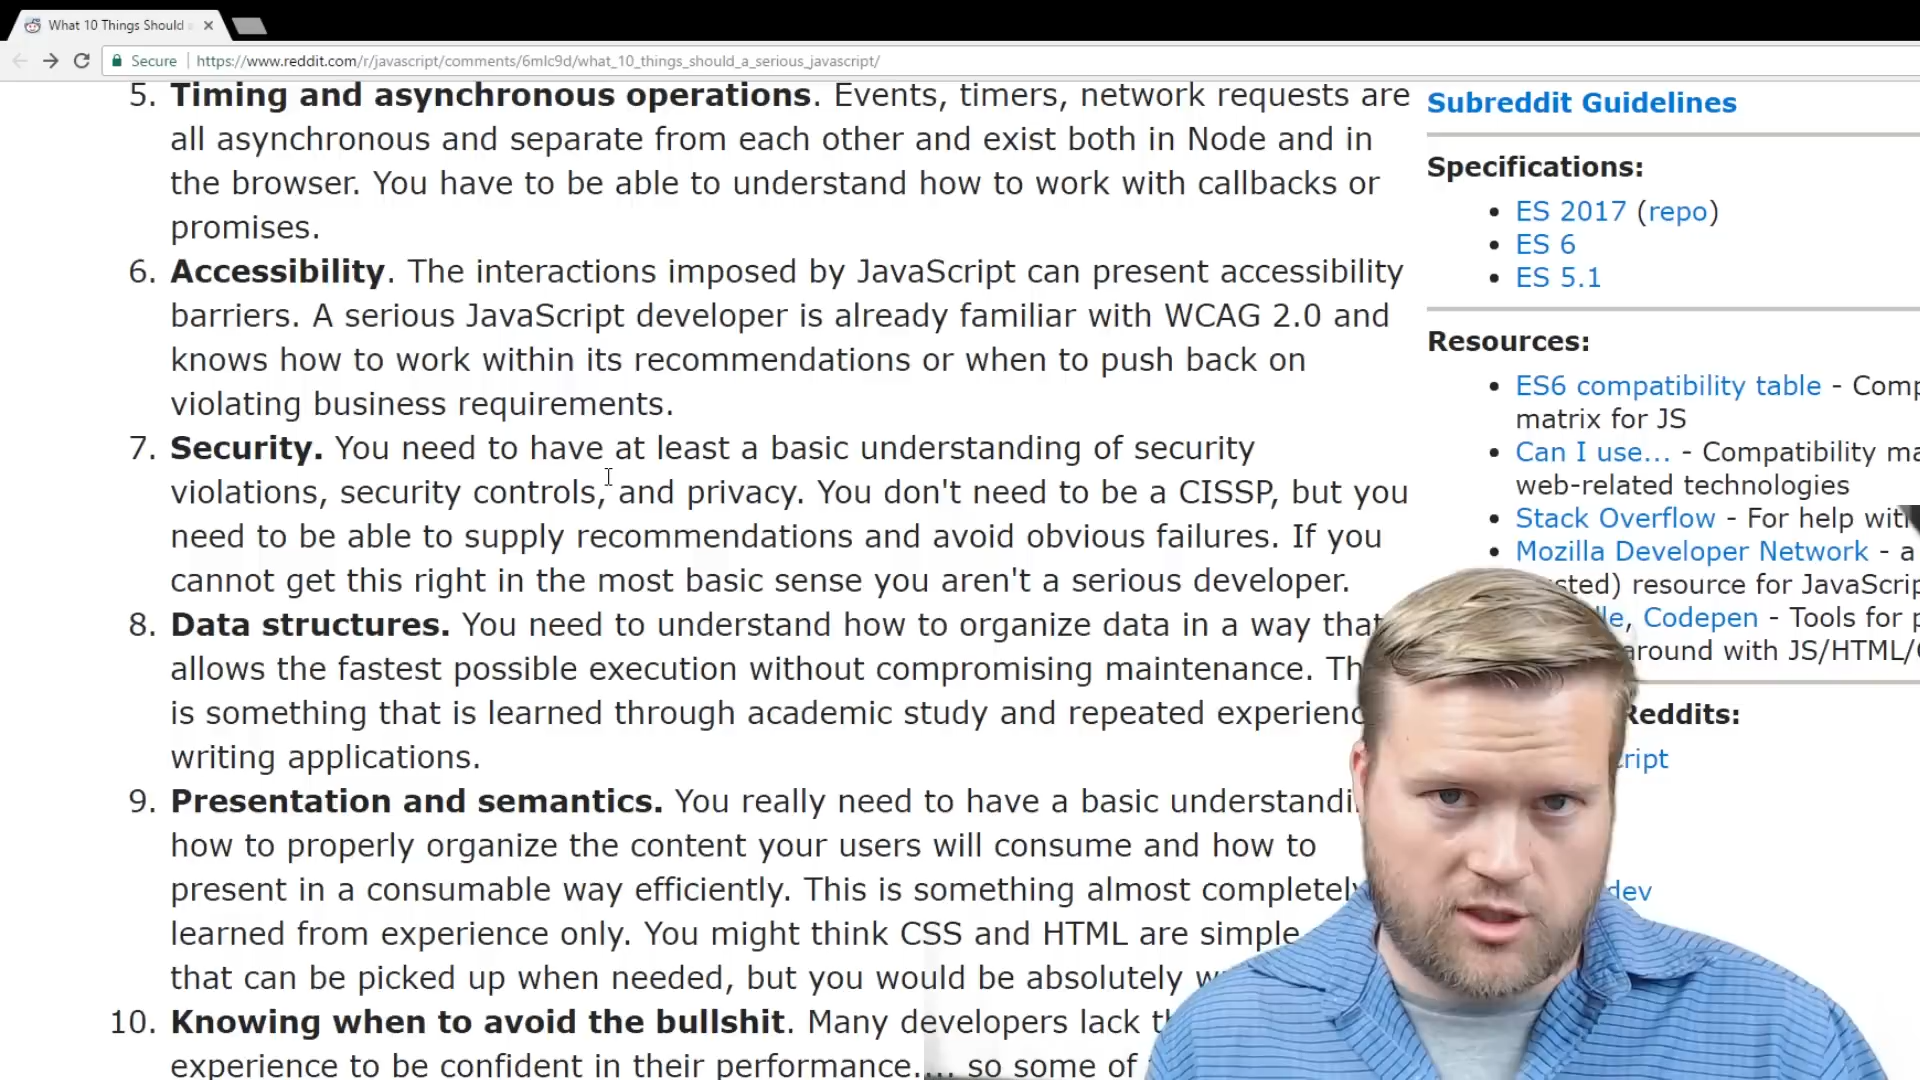 What 10 Things Should
Secure
https://www.reddit.com/r/javascript/comments/6mlc9d/what_10_things_should_a_serious_javascript/
5. Timing and asynchronous operations. Events, timers, network requests are
all asynchronous and separate from each other and exist both in Node and in
the browser. You have to be able to understand how to work with callbacks or
promises.
6. Accessibility. The interactions imposed by JavaScript can present accessibility
barriers. A serious JavaScript developer is already familiar with WCAG 2.0 and
knows how to work within its recommendations or when to push back on
violating business requirements.
7. Security. You need to have at least a basic understanding of security
violations, security controls, and privacy. You don't need to be a CISSP, but you
need to be able to supply recommendations and avoid obvious failures. If you
cannot get this right in the most basic sense you aren't a serious developer.
8. Data structures. You need to understand how to organize data in a way that
allows the fastest possible execution without compromising maintenance. Th
is something that is learned through academic study and repeated experienc
writing applications.
9. Presentation and semantics. You really need to have a basic understandi
how to properly organize the content your users will consume and how to
present in a consumable way efficiently. This is something almost completely
learned from experience only. You might think CSS and HTML are simple
that can be picked up when needed, but you would be absolutely w
10. Knowing when to avoid the bullshit. Many developers lack th
experience to be confident in their performance.... so some of
Subreddit Guidelines
Specifications:
ES 2017 (repo)
ES 6
ES 5.1
Resources:
ES6 compatibility table - Comp
matrix for JS
Can I use... - Compatibility ma
web-related technologies
Stack Overflow - For help wit
Mozilla Developer Network - a
sted) resource for JavaScrip
le, Codepen - Tools for p
around with JS/HTML/C
Reddits:
cript
dev